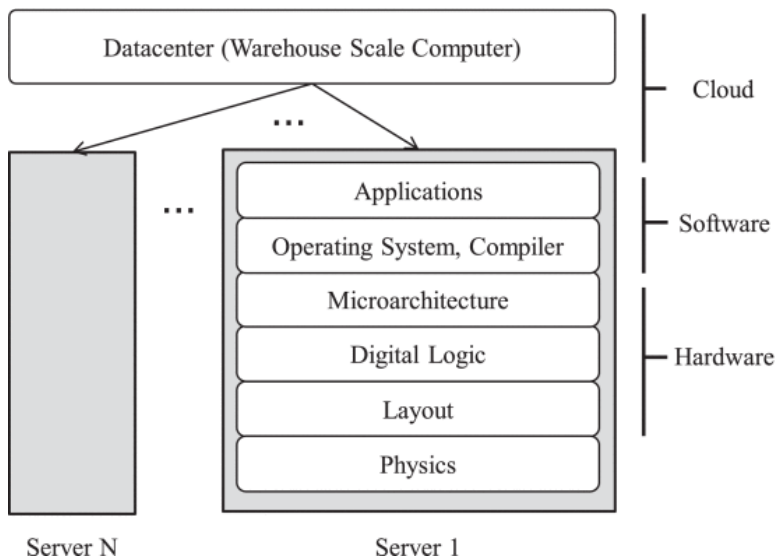 Datacenter (Warehouse Scale Computer)
Cloud
...
...
Applications
Software
Operating System, Compiler
Microarchitecture
Digital Logic
Hardware
Layout
Physics
Server N
Server 1